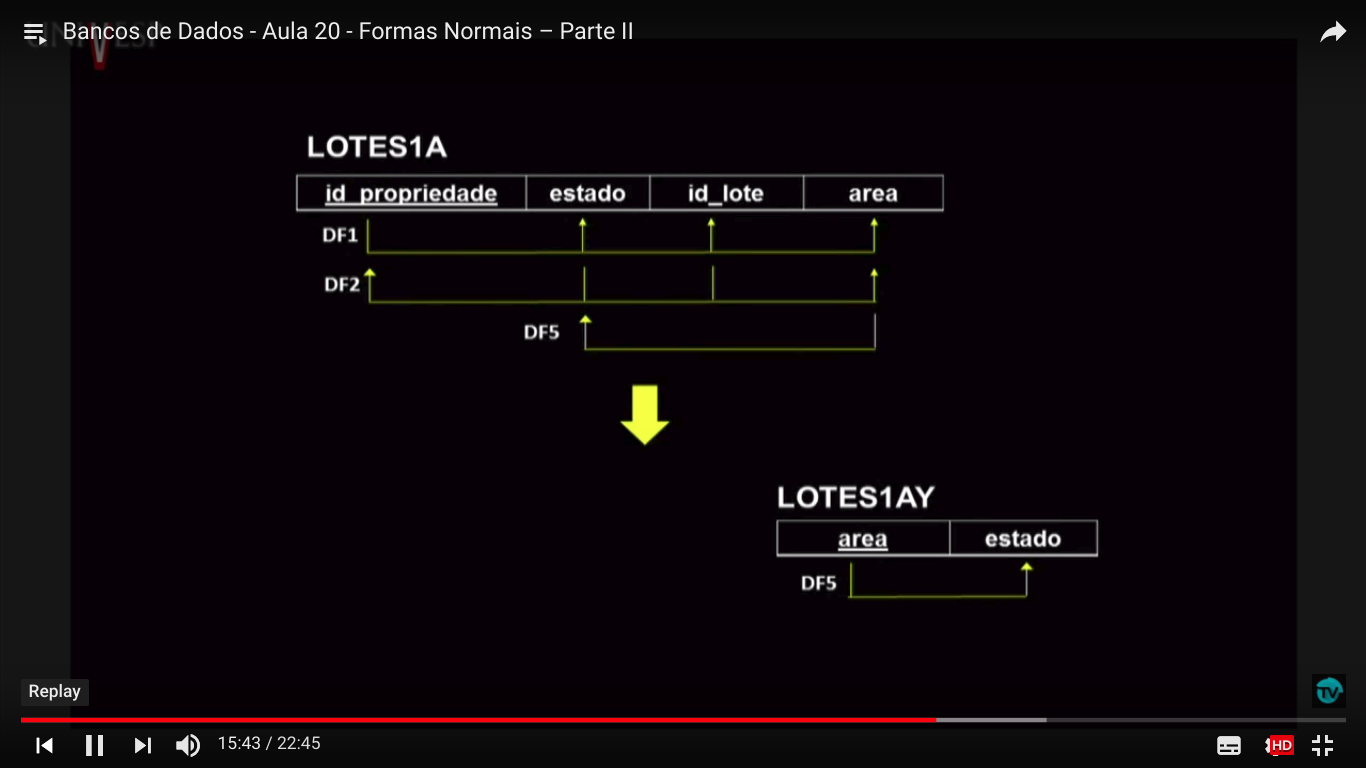 Bancos de Dados - Aula 20 - Formas Normais – Parte II
LOTES1A
id_propriedade estado id_lote area
DF1
DF2
DF5
LOTES1AY
area estado
DF5
Replay
TV
15:43 / 22:45
HD